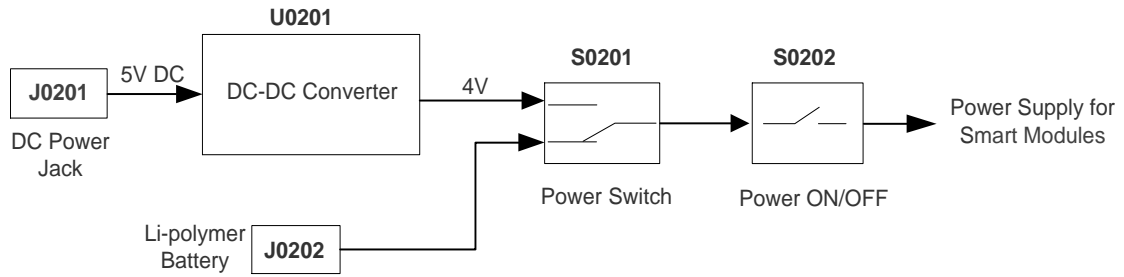 U0201
S0201
S0202
5V DC
J0201
DC-DC Converter
4V
DC Power
Jack
Power Supply for
Smart Modules
Power Switch
Power ON/OFF
Li-polymer
Battery
J0202